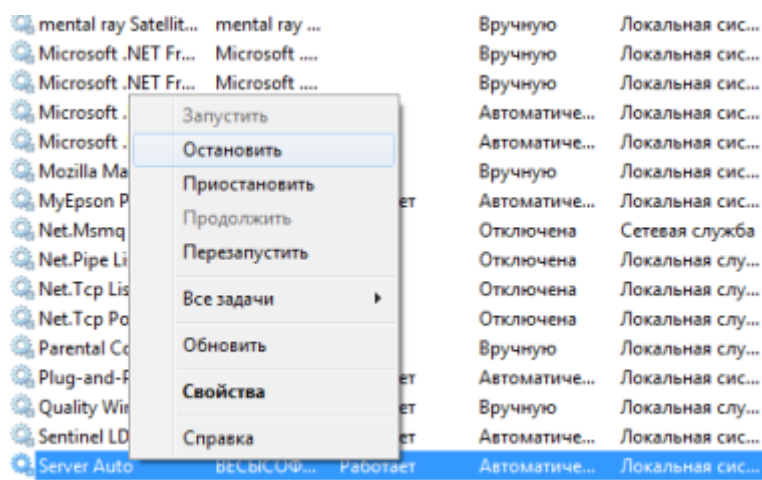 mental ray Satellit... mental ray ... Вручную Локальная сис...
Microsoft .NET Fr... Microsoft .... Вручную Локальная сис...
Microsoft .NET Fr... Microsoft .... Вручную Локальная сис...
Microsoft . Автоматиче... Локальная сис...
Запустить
Microsoft . Автоматиче... Локальная сис...
Остановить
Mozilla Ma Вручную Локальная сис...
Приостановить
MyEpson P ет Автоматиче... Локальная сис...
Продолжить
Net.Msmq Отключена Сетевая служба
Перезапустить
Net.Pipe Li Отключена Локальная слу...
Net.Tcp Lis Отключена Локальная слу...
Все задачи
Net.Tcp Po Отключена Локальная слу...
Обновить
Parental Co Вручную Локальная слу...
Plug-and-P ет Автоматиче... Локальная сис...
Свойства
Quality Wir ет Вручную Локальная слу...
Справка
Sentinel LD ет Автоматиче... Локальная сис...
Server Auto ВЕСЫСОФ... Работает Автоматиче... Локальная сис...